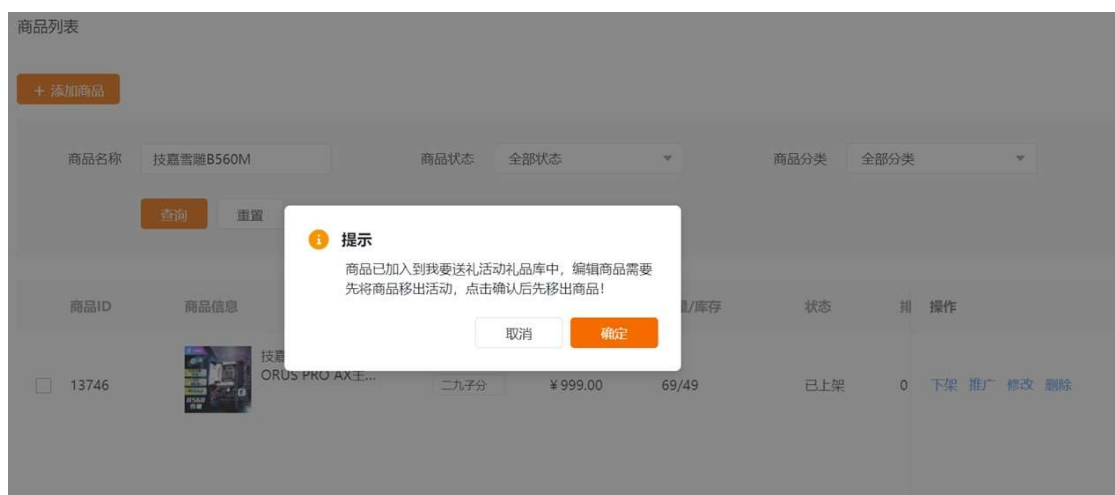 商品列表
+ 添加商品
商品名称 技嘉雪雕B560M 商品状态 全部状态 商品分类 全部分类
查询 重置
提示
商品已加入到我要送礼活动礼品库中，编辑商品需要
先将商品移出活动，点击确认后先移出商品！
取消 确定
商品ID 商品信息 /库存 状态 操作
技嘉
ORUS PRO AX主...
13746 二九子分 ¥999.00 69/49 已上架 0 下架 推广 修改 删除
B560